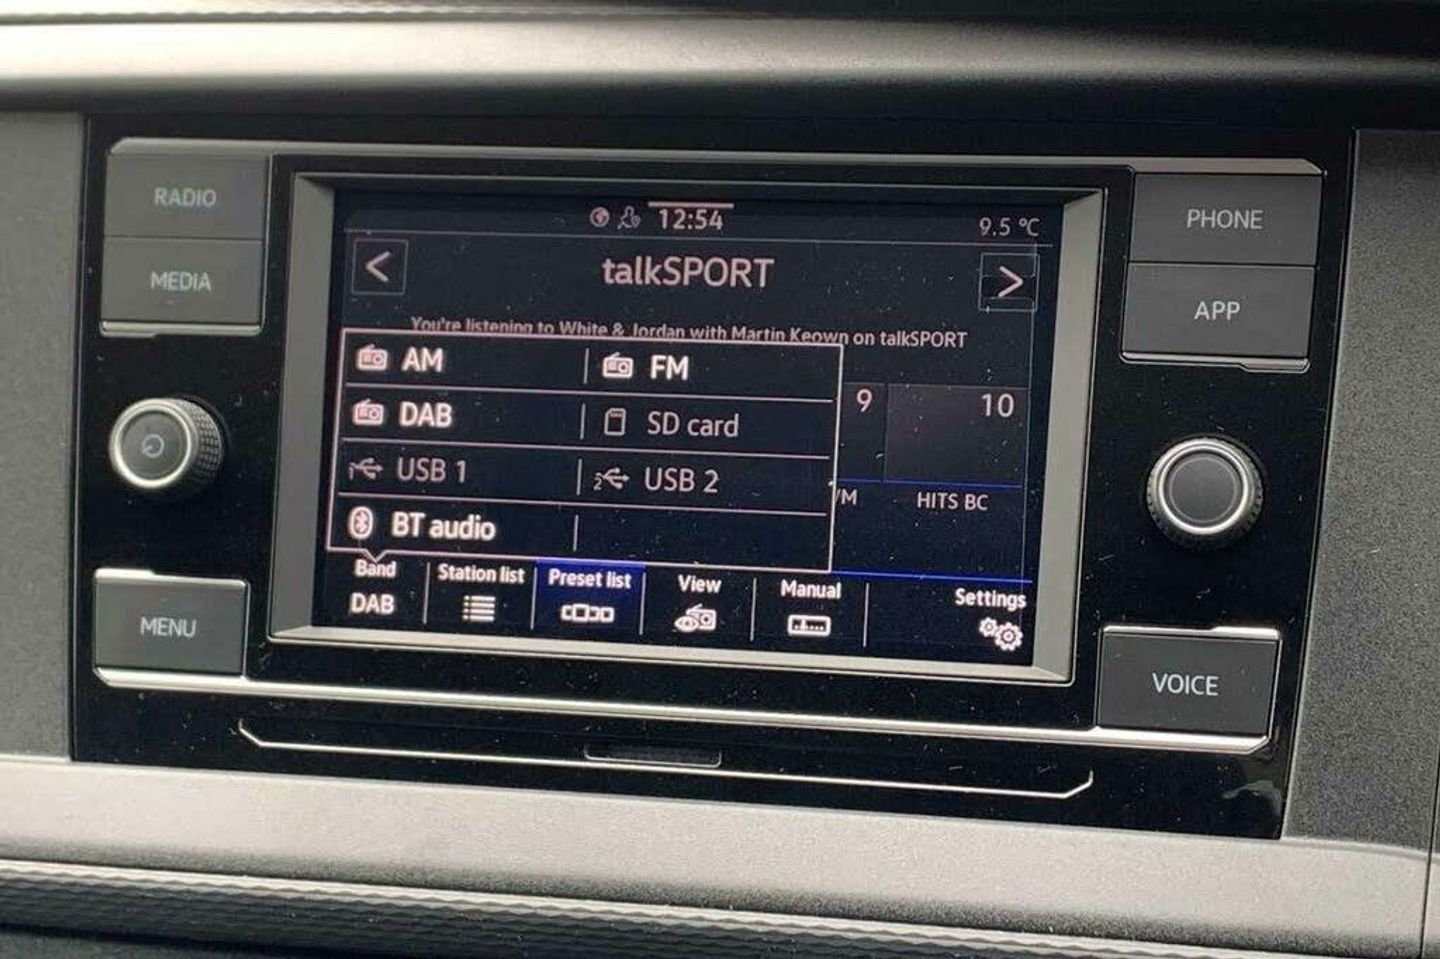 RADIO
MEDIA
MENU
12:54
9.5 °C
<
talkSPORT
>
You're listening to White & Jordan with Martin Keown on talkSPORT
AM
FM
DAB
SD card
1 USB 1
2 USB 2
BT audio
9
10
HITS BC
Band
DAB
Station list
Preset list
View
Manual
Settings
PHONE
APP
VOICE